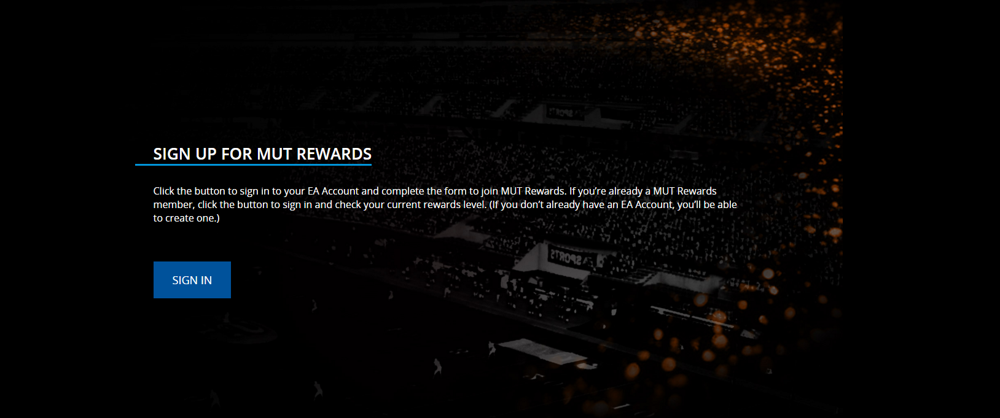 SIGN UP FOR MUT REWARDS
Click the button to sign in to your EA Account and complete the form to join MUT Rewards. If you’re already a MUT Rewards
member, click the button to sign in and check your current rewards level. (If you don’t already have an EA Account, you’ll be able
to create one.)
SPORTS
SPORTS
SIGN IN